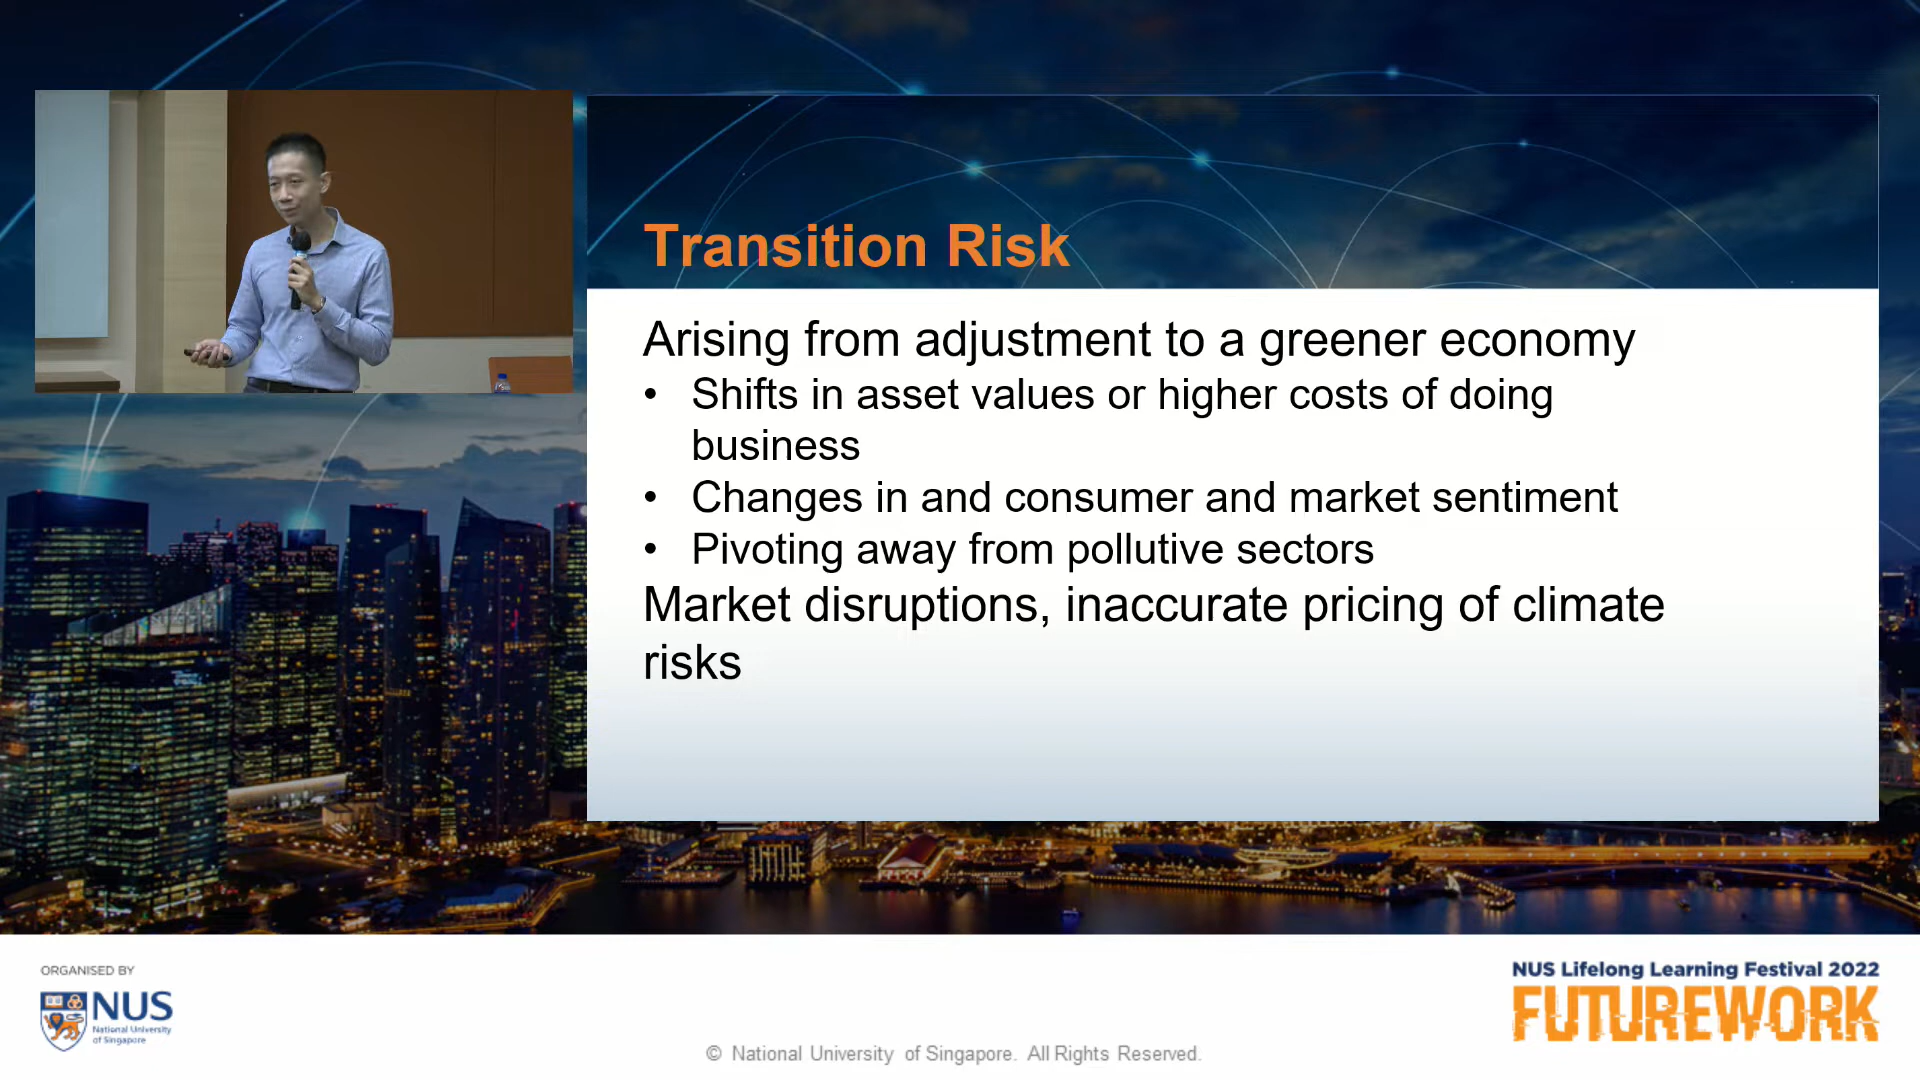 Transition Risk
Arising from adjustment to a greener economy
• Shifts in asset values or higher costs of doing
business
• Changes in and consumer and market sentiment
• Pivoting away from pollutive sectors
Market disruptions, inaccurate pricing of climate
risks
ORGANISED BY
NUS
National University
of Singapore
NUS Lifelong Learning Festival 2022
FUTUREWORK
© National University of Singapore. All Rights Reserved.